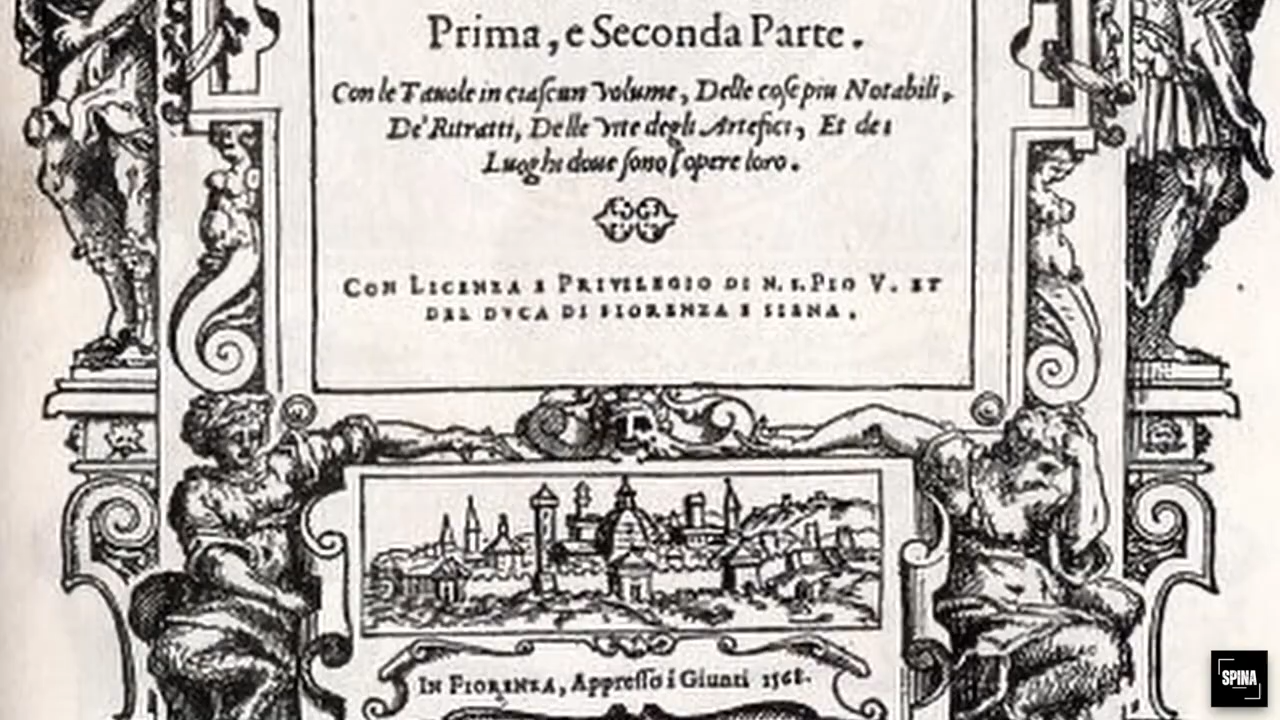 Prima, e Seconda Parte.
Con le Tauole in ciaſcun Volume, Delle coſe piu Notabili,
De' Ritratti, Delle Vite degli Artefici, Et dei
Luoghi doue ſono l'opere loro.
CON LICENZA E PRIVILEGIO DI N. S. PIO V. ET
DEL DVCA DI FIORENZA E SIENA.
IN FIORENZA, Appreſſo i Giunti 1568.
SPINA